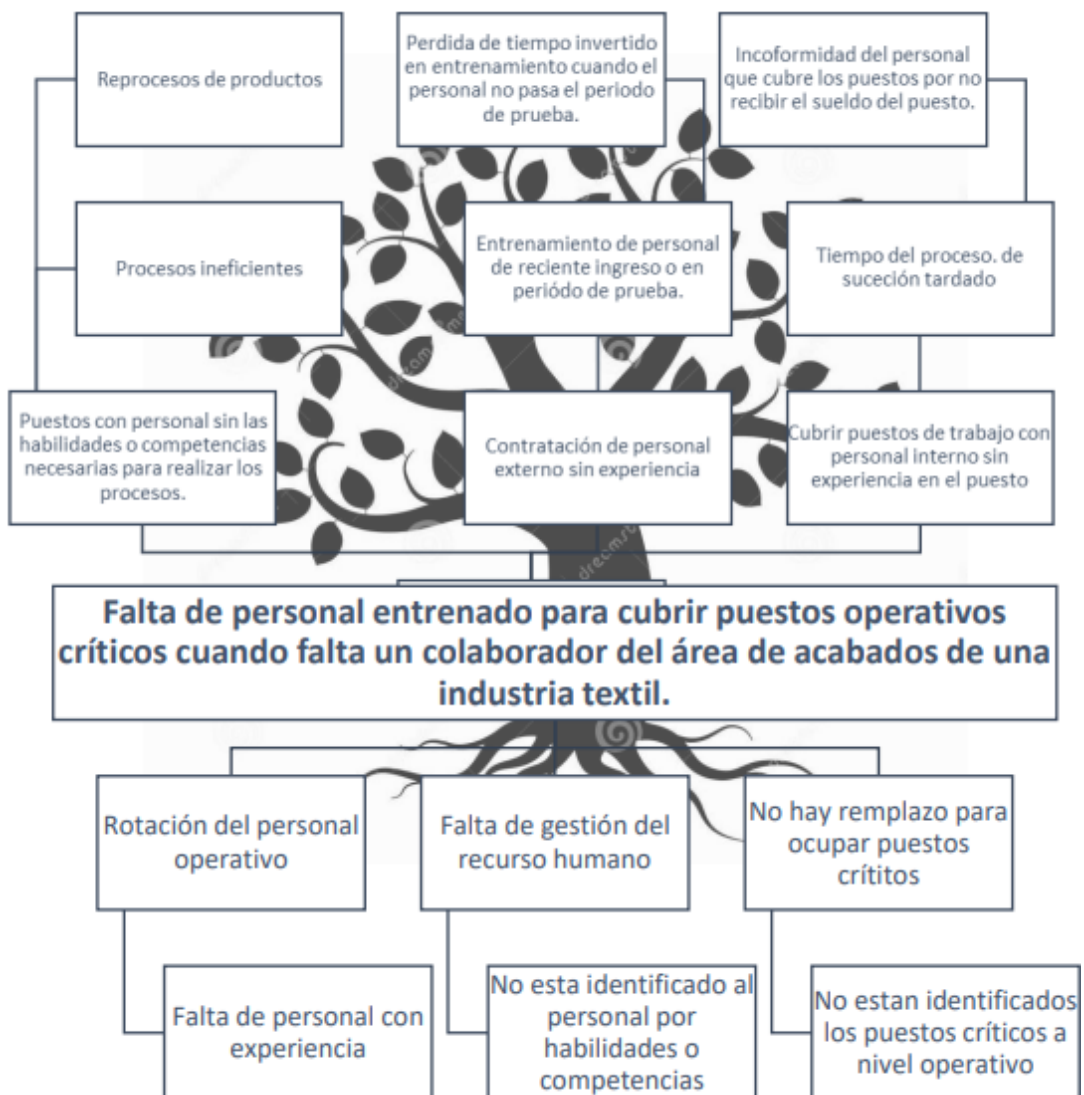 Reprocesos de productos
Perdida de tiempo invertido
en entrenamiento cuando el
personal no pasa el periodo
de prueba.
Incoformidad del personal
que cubre los puestos por no
recibir el sueldo del puesto.
Procesos ineficientes
Entrenamiento de personal
de reciente ingreso o en
periódo de prueba.
Tiempo del proceso. de
suceción tardado
Puestos con personal sin las
habilidades o competencias
necesarias para realizar los
procesos.
Contratación de personal
externo sin experiencia
Cubrir puestos de trabajo con
personal interno sin
experiencia en el puesto
Falta de personal entrenado para cubrir puestos operativos
críticos cuando falta un colaborador del área de acabados de una
industria textil.
Rotación del personal
operativo
Falta de gestión del
recurso humano
No hay remplazo para
ocupar puestos
crítitos
Falta de personal con
experiencia
No esta identificado al
personal por
habilidades o
competencias
No estan identificados
los puestos críticos a
nivel operativo